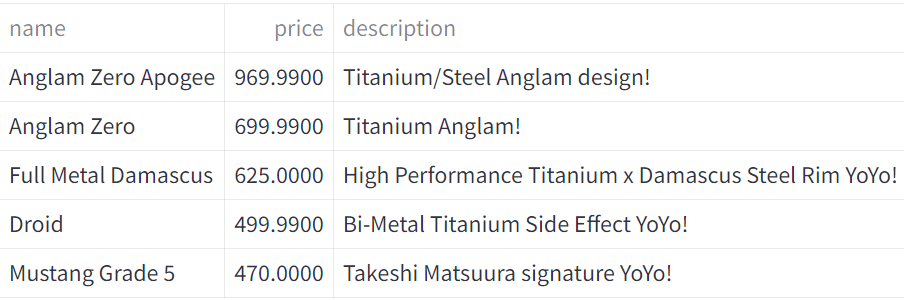 name price description
Anglam Zero Apogee 969.9900 Titanium/Steel Anglam design!
Anglam Zero 699.9900 Titanium Anglam!
Full Metal Damascus 625.0000 High Performance Titanium x Damascus Steel Rim YoYo!
Droid 499.9900 Bi-Metal Titanium Side Effect YoYo!
Mustang Grade 5 470.0000 Takeshi Matsuura signature YoYo!